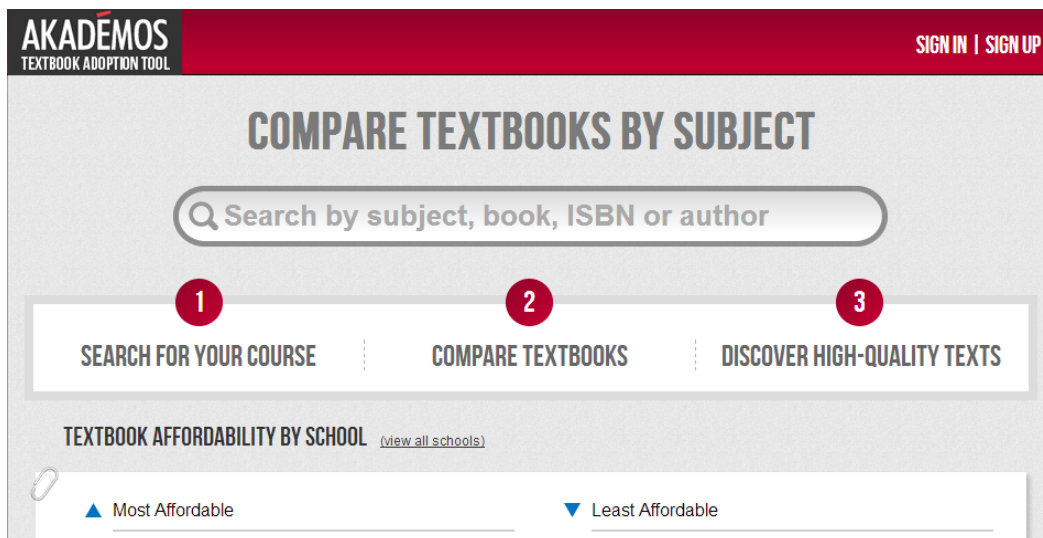 AKADÉMOS
TEXTBOOK ADOPTION TOOL
SIGN IN | SIGN UP
COMPARE TEXTBOOKS BY SUBJECT
Search by subject, book, ISBN or author
1
2
3
SEARCH FOR YOUR COURSE
COMPARE TEXTBOOKS
DISCOVER HIGH-QUALITY TEXTS
TEXTBOOK AFFORDABILITY BY SCHOOL (view all schools)
Most Affordable
Least Affordable